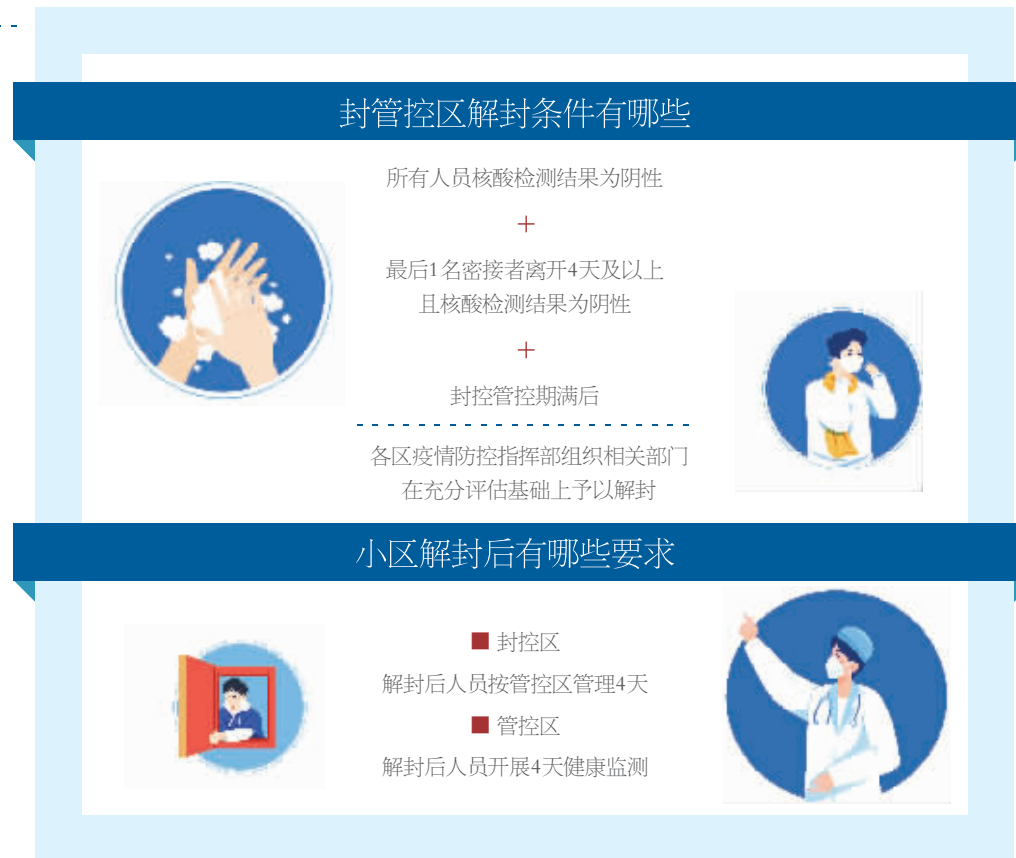 封管控区解封条件有哪些
所有人员核酸检测结果为阴性
+
最后1名密接者离开4天及以上
且核酸检测结果为阴性
+
封控管控期满后
各区疫情防控指挥部组织相关部门
在充分评估基础上予以解封
小区解封后有哪些要求
■ 封控区
解封后人员按管控区管理4天
■ 管控区
解封后人员开展4天健康监测